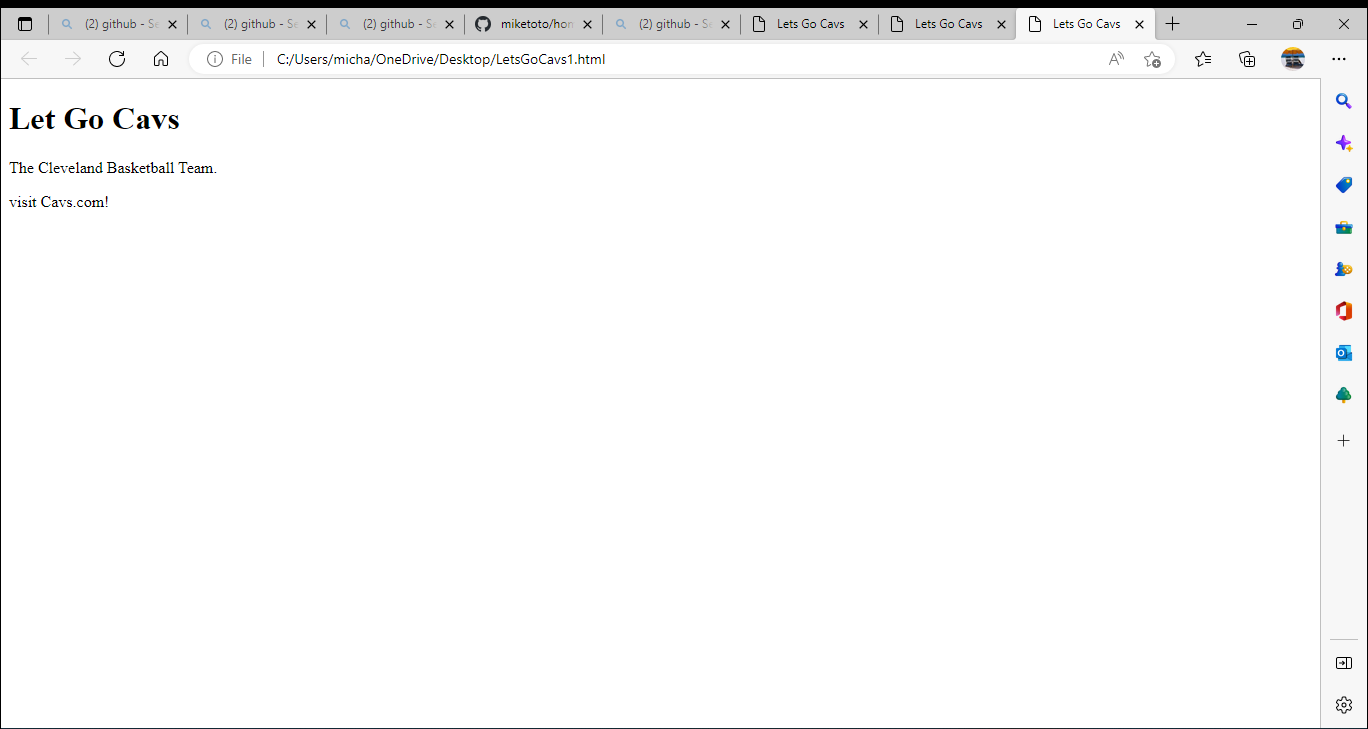 (2) github - Se
(2) github - Se
(2) github - Se
miketoto/hon
(2) github - Se
Lets Go Cavs
Lets Go Cavs
Lets Go Cavs
File C:/Users/micha/OneDrive/Desktop/LetsGoCavs1.html
Let Go Cavs
The Cleveland Basketball Team.
visit Cavs.com!